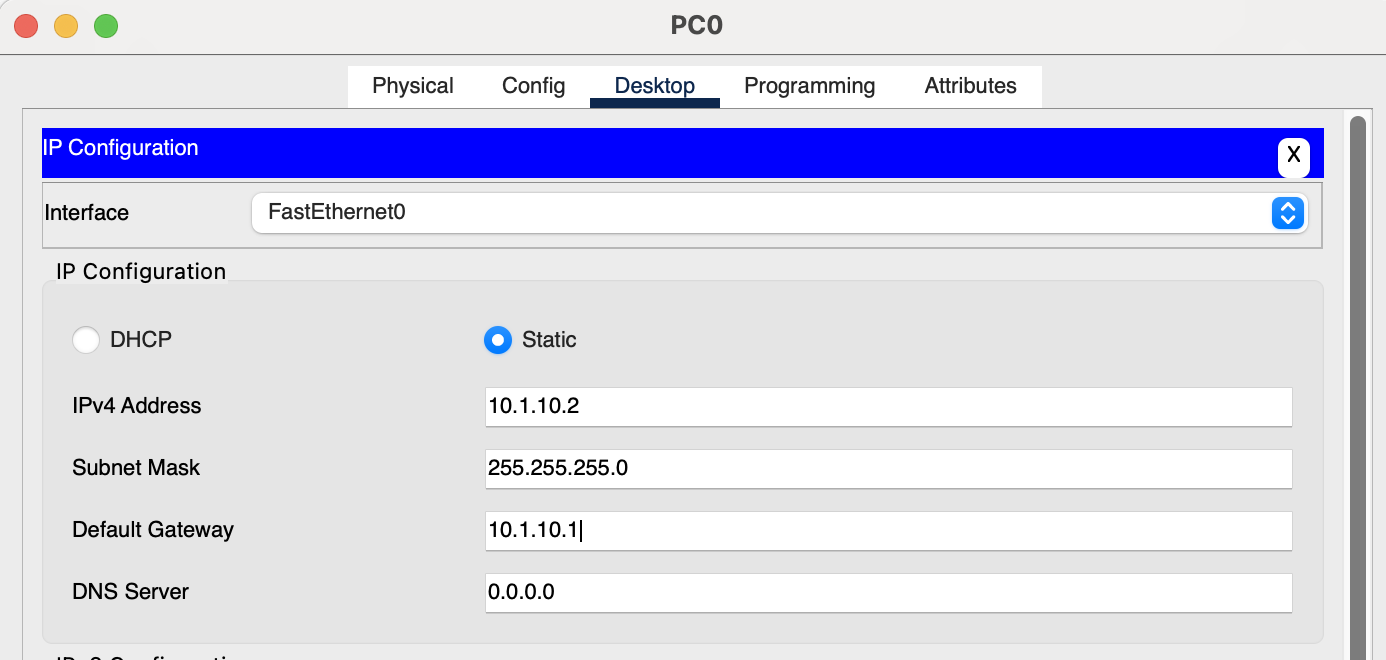 PC0
Physical Config Desktop Programming Attributes
IP Configuration X
Interface FastEthernet0
IP Configuration
DHCP Static
IPv4 Address 10.1.10.2
Subnet Mask 255.255.255.0
Default Gateway 10.1.10.1
DNS Server 0.0.0.0